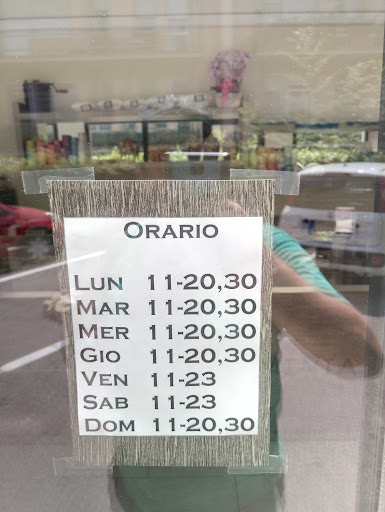 Orario
Lun 11-20,30
Mar 11-20,30
Mer 11-20,30
Gio 11-20,30
Ven 11-23
Sab 11-23
Dom 11-20,30